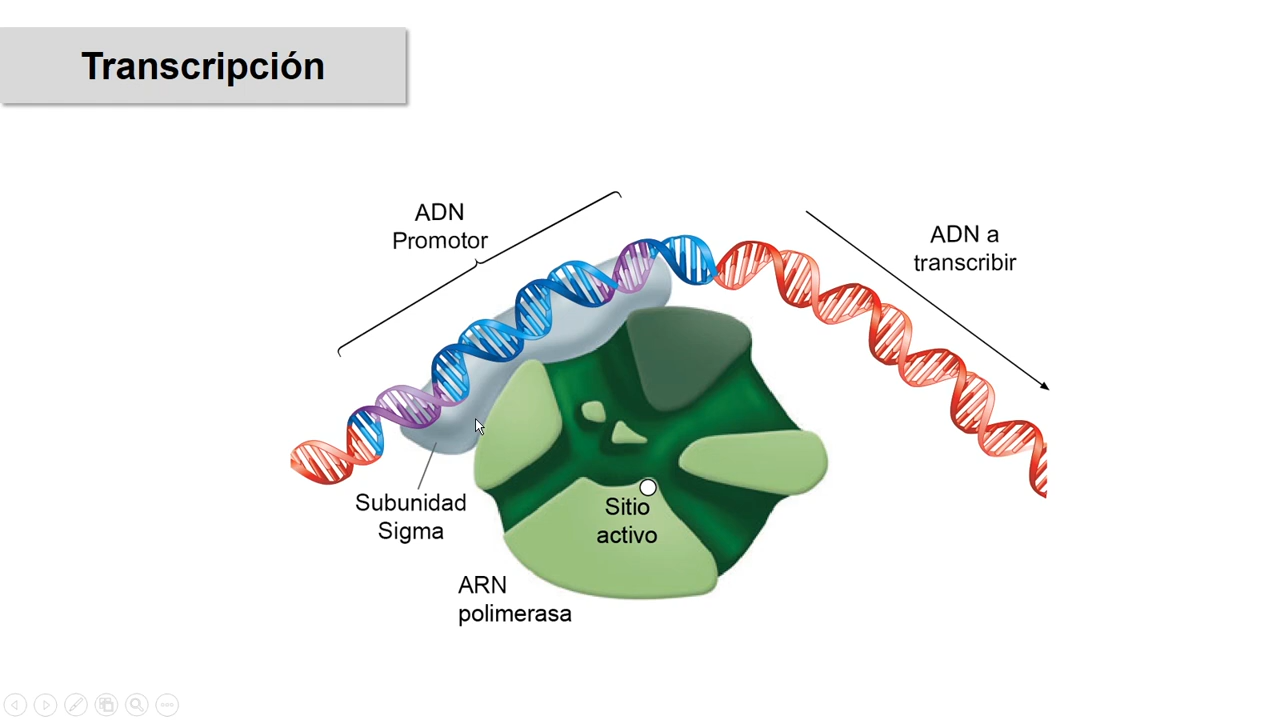 Transcripción
ADN
Promotor
ADN a
transcribir
Subunidad
Sigma
Sitio
activo
ARN
polimerasa